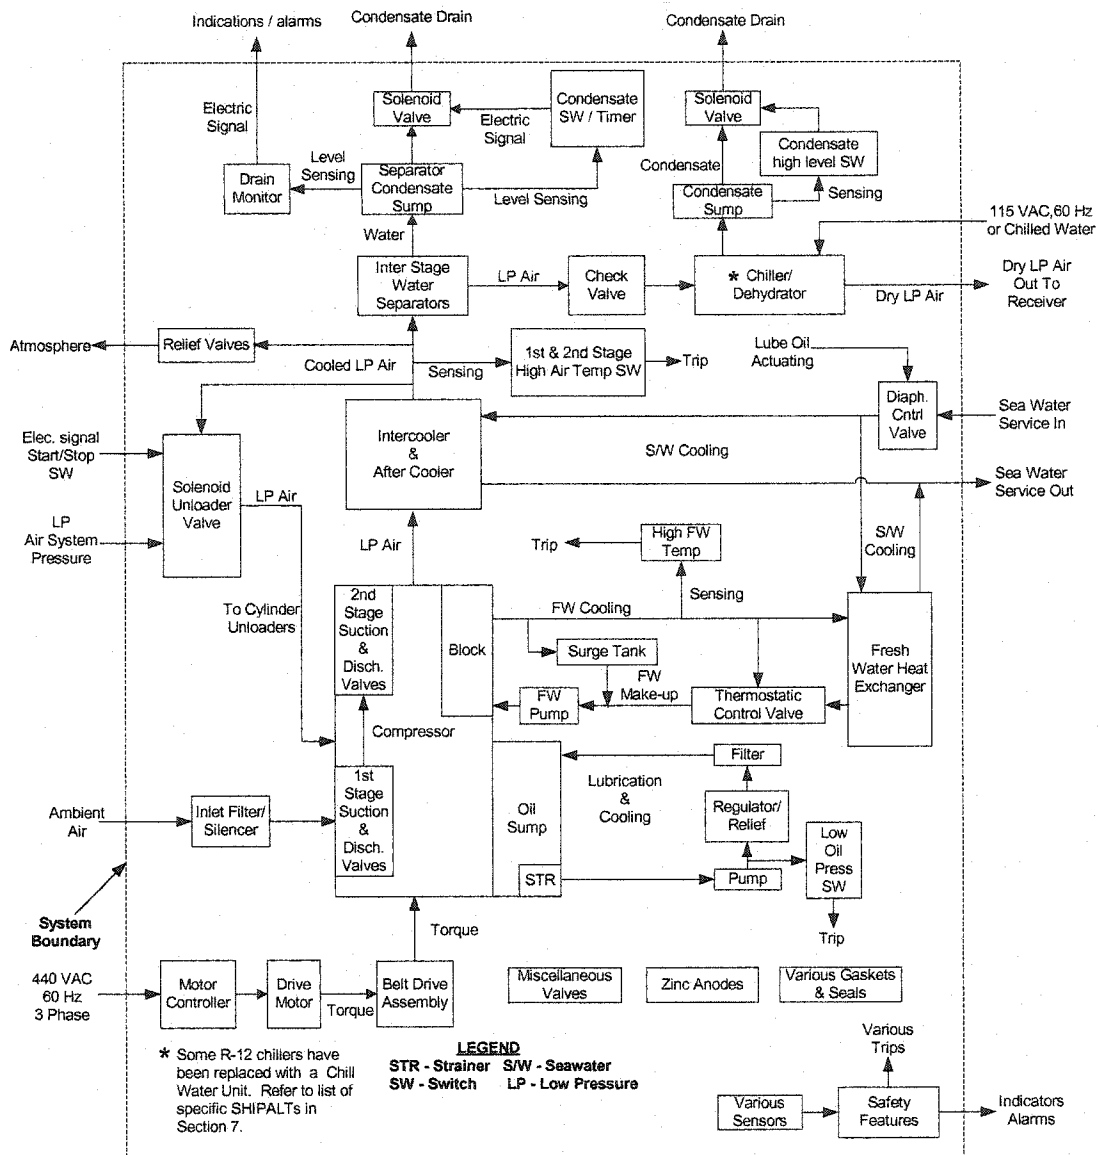 Indications / alarms
Condensate Drain
Condensate Drain
Electric
Signal
Solenoid
Valve
Electric
Signal
Condensate
SW / Timer
Solenoid
Valve
Condensate
high level SW
Condensate
Level
Sensing
Drain
Monitor
Separator
Condensate
Sump
Level Sensing
Condensate
Sump
Sensing
Water
115 VAC,60 Hz
or Chilled Water
Inter Stage
Water
Separators
LP Air
Check
Valve
* Chiller/
Dehydrator
Dry LP Air
Dry LP Air
Out To
Receiver
Atmosphere
Relief Valves
Cooled LP Air
Sensing
1st & 2nd Stage
High Air Temp SW
Trip
Lube Oil
Actuating
Diaph.
Cntrl
Valve
Sea Water
Service In
Elec. signal
Start/Stop
SW
Intercooler
&
After Cooler
S/W Cooling
Sea Water
Service Out
Solenoid
Unloader
Valve
LP Air
LP
Air System
Pressure
LP Air
Trip
High FW
Temp
S/W
Cooling
Sensing
To Cylinder
Unloaders
2nd
Stage
Suction
&
Disch.
Valves
Block
FW Cooling
Surge Tank
FW
Make-up
FW
Pump
Thermostatic
Control Valve
Fresh
Water Heat
Exchanger
Compressor
1st
Stage
Suction
&
Disch.
Valves
Oil
Sump
STR
Filter
Lubrication
&
Cooling
Regulator/
Relief
Pump
Low
Oil
Press
SW
Trip
Ambient
Air
Inlet Filter/
Silencer
System
Boundary
Torque
440 VAC
60 Hz
3 Phase
Motor
Controller
Drive
Motor
Torque
Belt Drive
Assembly
Miscellaneous
Valves
Zinc Anodes
Various Gaskets
& Seals
* Some R-12 chillers have
been replaced with a Chill
Water Unit. Refer to list of
specific SHIPALTs in
Section 7.
LEGEND
STR - Strainer S/W - Seawater
SW - Switch LP - Low Pressure
Various
Trips
Various
Sensors
Safety
Features
Indicators
Alarms